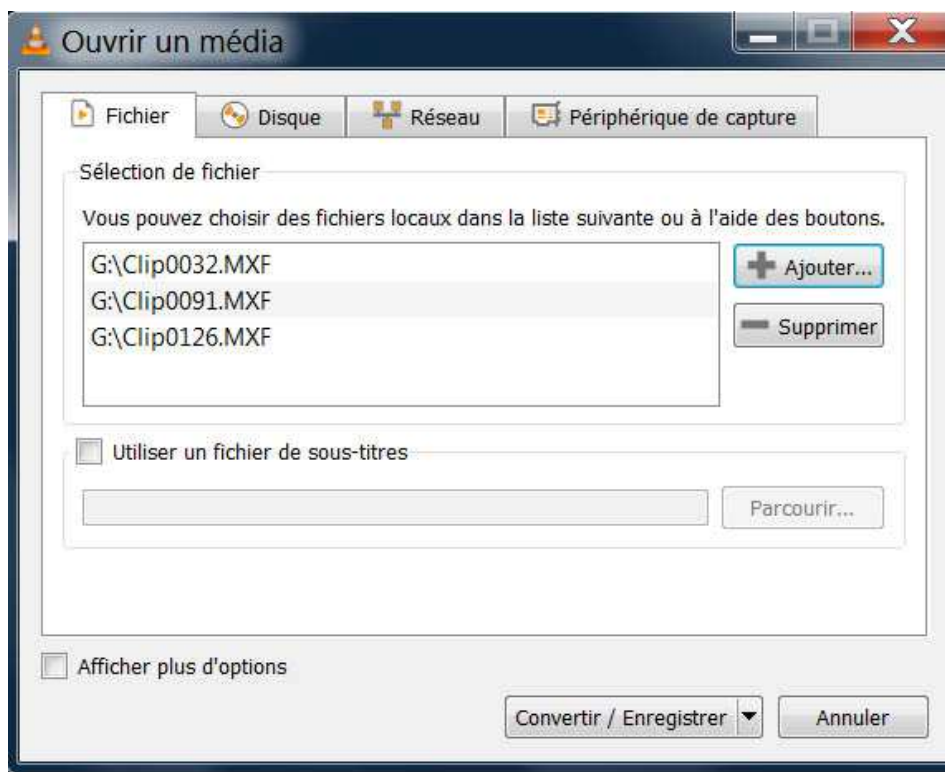 Ouvrir un média
Fichier
Disque
Réseau
Périphérique de capture
Sélection de fichier
Vous pouvez choisir des fichiers locaux dans la liste suivante ou à l'aide des boutons.
G:\Clip0032.MXF
Ajouter...
G:\Clip0091.MXF
Supprimer
G:\Clip0126.MXF
Utiliser un fichier de sous-titres
Parcourir...
Afficher plus d'options
Convertir / Enregistrer
Annuler